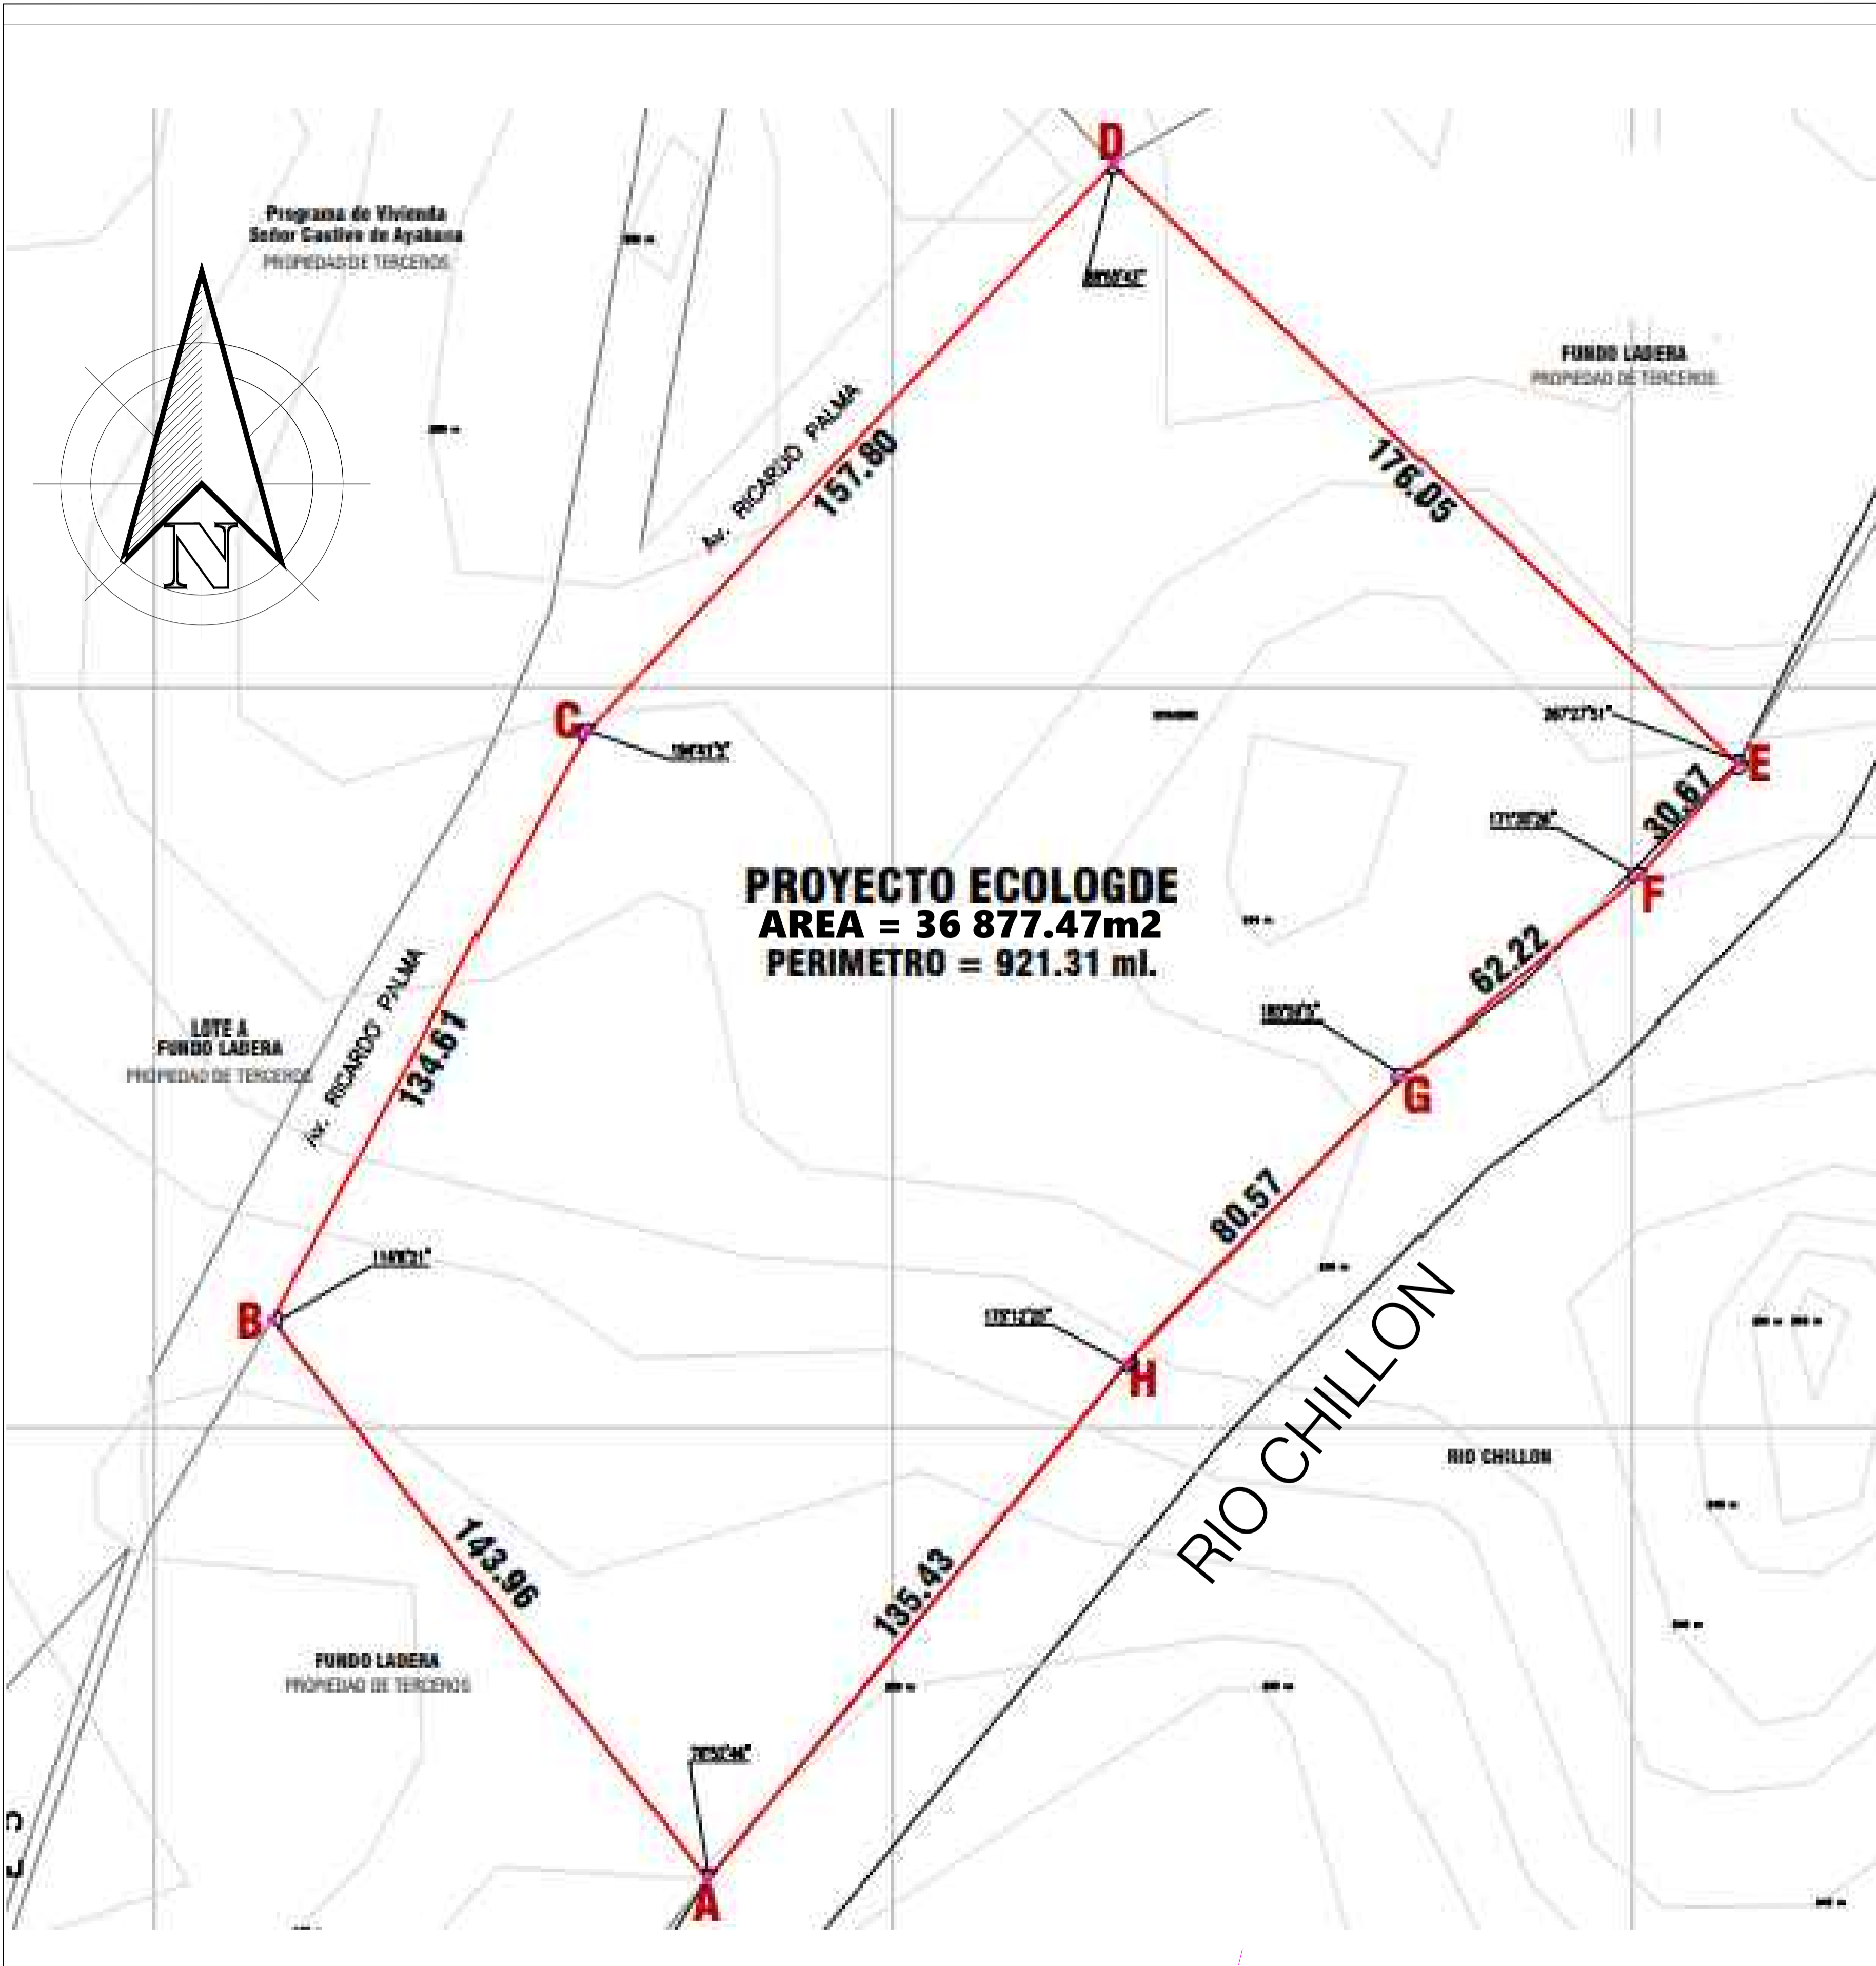 D
Programa de Vivienda
Señor Cautivo de Ayabaca
PROPIEDAD DE TERCEROS
FUNDO LADERA
PROPIEDAD DE TERCEROS
N
Av. RICARDO PALMA
157.80
176.05
C
E
30.67
F
PROYECTO ECOLOGDE
AREA = 36 877.47m2
PERIMETRO = 921.31 ml.
62.22
LOTE A
FUNDO LADERA
PROPIEDAD DE TERCEROS
Av. RICARDO PALMA
134.61
G
80.57
B
H
RIO CHILLON
RIO CHILLON
143.96
135.43
FUNDO LADERA
PROPIEDAD DE TERCEROS
A